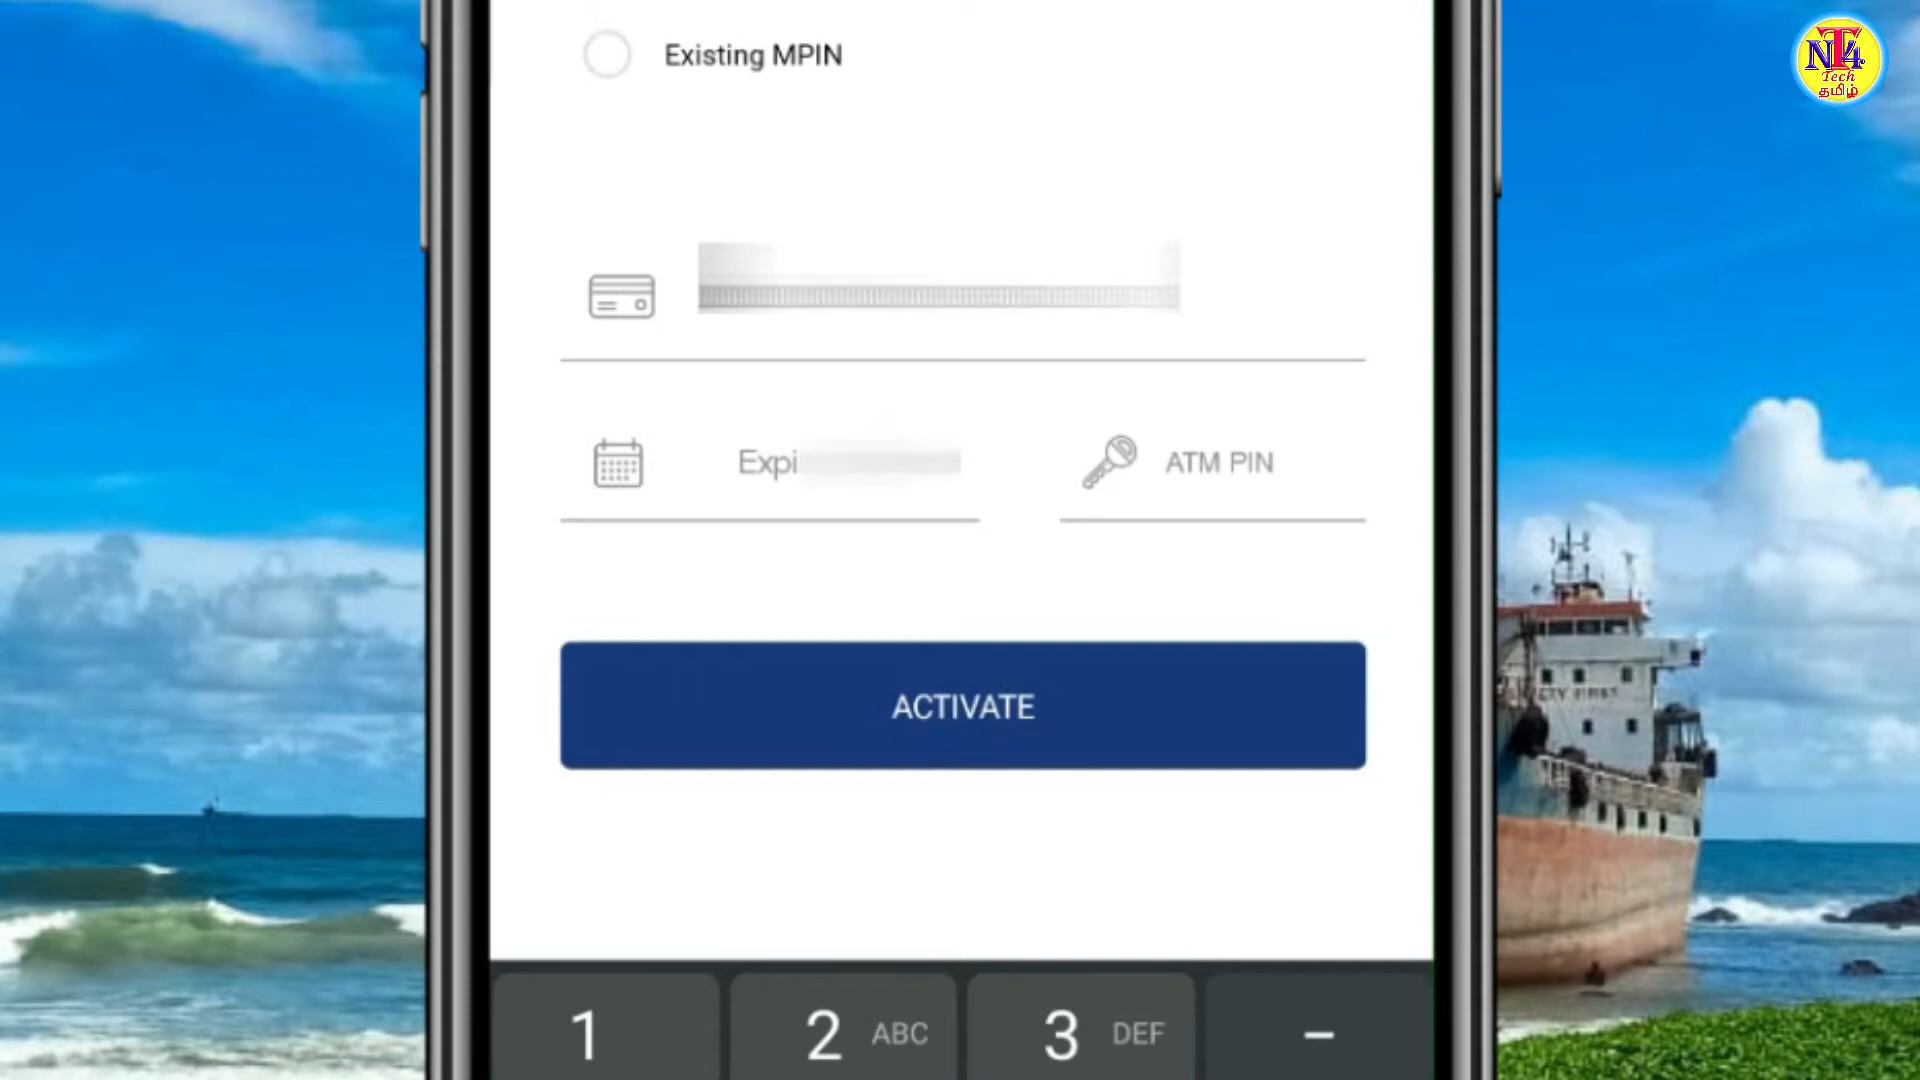 Existing MPIN
NT4
Tech
தமிழ்
Expi
ATM PIN
ACTIVATE
1
2 ABC
3 DEF
-